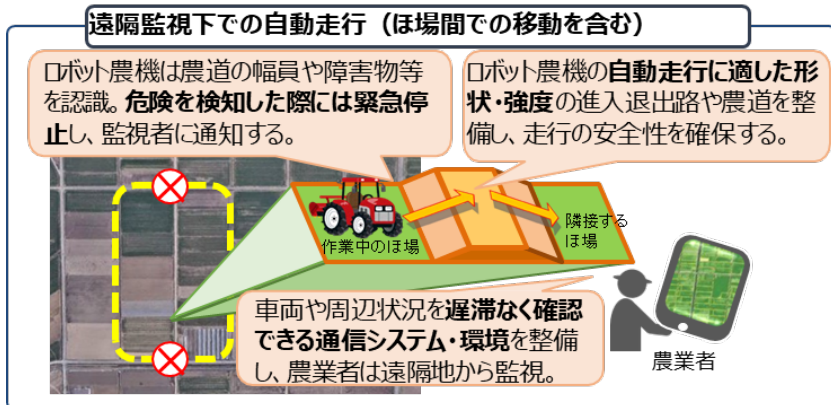 遠隔監視下での自動走行（ほ場間での移動を含む）
ロボット農機は農道の幅員や障害物等
を認識。危険を検知した際には緊急停
止し、監視者に通知する。
ロボット農機の自動走行に適した形
状・強度の進入退出路や農道を整
備し、走行の安全性を確保する。
作業中のほ場
隣接する
ほ場
車両や周辺状況を遅滞なく確認
できる通信システム・環境を整備
し、農業者は遠隔地から監視。
農業者